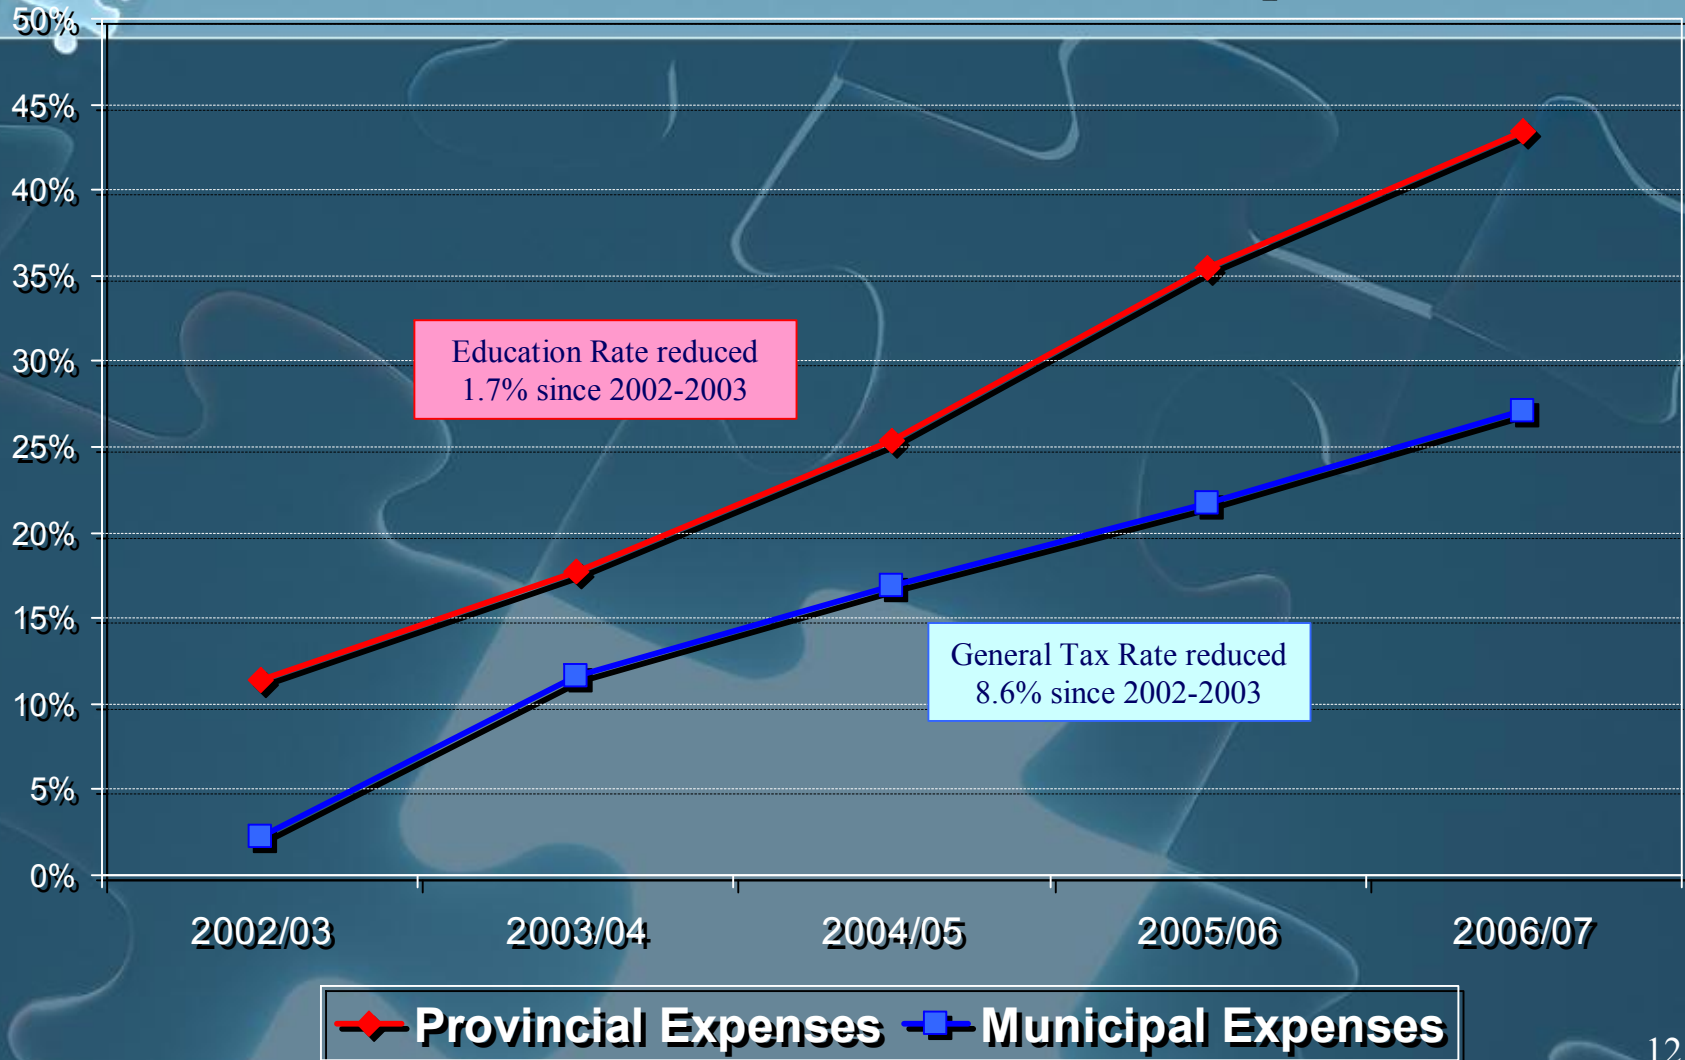 50%
45%
40%
35%
30%
25%
20%
15%
10%
5%
0%
Education Rate reduced
1.7% since 2002-2003
General Tax Rate reduced
8.6% since 2002-2003
2002/03 2003/04 2004/05 2005/06 2006/07
Provincial Expenses Municipal Expenses
12